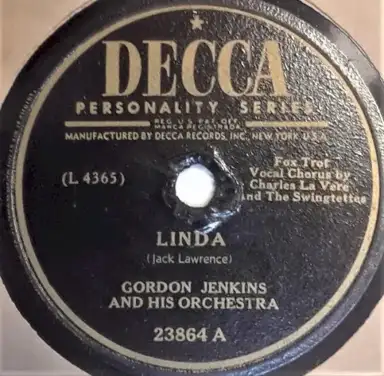 DECCA
PERSONALITY SERIES
REG. U.S. PAT. OFF.
MARCA REGISTRADA
MANUFACTURED BY DECCA RECORDS, INC., NEW YORK, U.S.A.
Fox Trot
Vocal Chorus by
(L 4365)
Charles La Vere
and The Swingtettes
LINDA
(Jack Lawrence)
GORDON JENKINS
AND HIS ORCHESTRA
23864 A